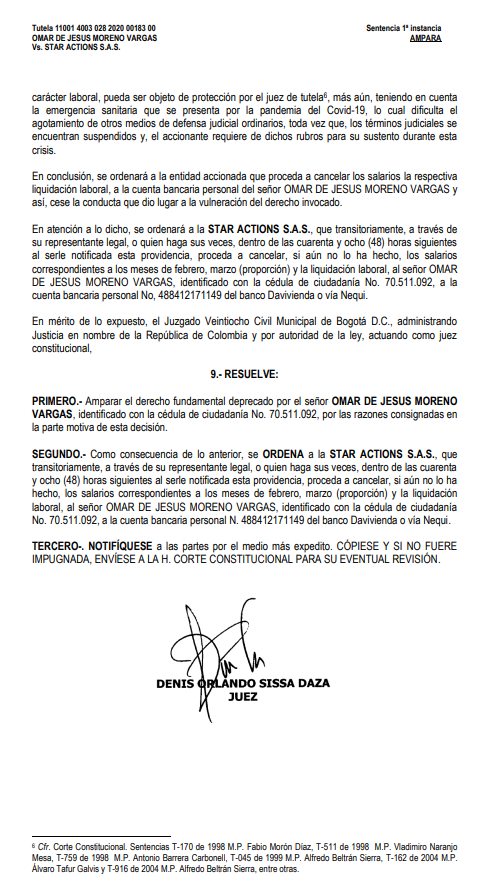 Tutela 11001 4003 028 2020 00183 00
Sentencia 1ª instancia
OMAR DE JESUS MORENO VARGAS
AMPARA
Vs. STAR ACTIONS S.A.S.
carácter laboral, pueda ser objeto de protección por el juez de tutela⁶, más aún, teniendo en cuenta
la emergencia sanitaria que se presenta por la pandemia del Covid-19, lo cual dificulta el
agotamiento de otros medios de defensa judicial ordinarios, toda vez que, los términos judiciales se
encuentran suspendidos y, el accionante requiere de dichos rubros para su sustento durante esta
crisis.
En conclusión, se ordenará a la entidad accionada que proceda a cancelar los salarios la respectiva
liquidación laboral, a la cuenta bancaria personal del señor OMAR DE JESUS MORENO VARGAS y
así, cese la conducta que dio lugar a la vulneración del derecho invocado.
En atención a lo dicho, se ordenará a la STAR ACTIONS S.A.S., que transitoriamente, a través de
su representante legal, o quien haga sus veces, dentro de las cuarenta y ocho (48) horas siguientes
al serle notificada esta providencia, proceda a cancelar, si aún no lo ha hecho, los salarios
correspondientes a los meses de febrero, marzo (proporción) y la liquidación laboral, al señor OMAR
DE JESUS MORENO VARGAS, identificado con la cédula de ciudadanía No. 70.511.092, a la
cuenta bancaria personal No, 488412171149 del banco Davivienda o vía Nequi.
En mérito de lo expuesto, el Juzgado Veintiocho Civil Municipal de Bogotá D.C., administrando
Justicia en nombre de la República de Colombia y por autoridad de la ley, actuando como juez
constitucional,
9.- RESUELVE:
PRIMERO.- Amparar el derecho fundamental deprecado por el señor OMAR DE JESUS MORENO
VARGAS, identificado con la cédula de ciudadanía No. 70.511.092, por las razones consignadas en
la parte motiva de esta decisión.
SEGUNDO.- Como consecuencia de lo anterior, se ORDENA a la STAR ACTIONS S.A.S., que
transitoriamente, a través de su representante legal, o quien haga sus veces, dentro de las cuarenta
y ocho (48) horas siguientes al serle notificada esta providencia, proceda a cancelar, si aún no lo ha
hecho, los salarios correspondientes a los meses de febrero, marzo (proporción) y la liquidación
laboral, al señor OMAR DE JESUS MORENO VARGAS, identificado con la cédula de ciudadanía
No. 70.511.092, a la cuenta bancaria personal N. 488412171149 del banco Davivienda o vía Nequi.
TERCERO-. NOTIFÍQUESE a las partes por el medio más expedito. CÓPIESE Y SI NO FUERE
IMPUGNADA, ENVÍESE A LA H. CORTE CONSTITUCIONAL PARA SU EVENTUAL REVISIÓN.
DENIS ORLANDO SISSA DAZA
JUEZ
⁶ Cfr. Corte Constitucional. Sentencias T-170 de 1998 M.P. Fabio Morón Díaz, T-511 de 1998 M.P. Vladimiro Naranjo
Mesa, T-759 de 1998 M.P. Antonio Barrera Carbonell, T-045 de 1999 M.P. Alfredo Beltrán Sierra, T-162 de 2004 M.P.
Álvaro Tafur Galvis y T-916 de 2004 M.P. Alfredo Beltrán Sierra, entre otras.